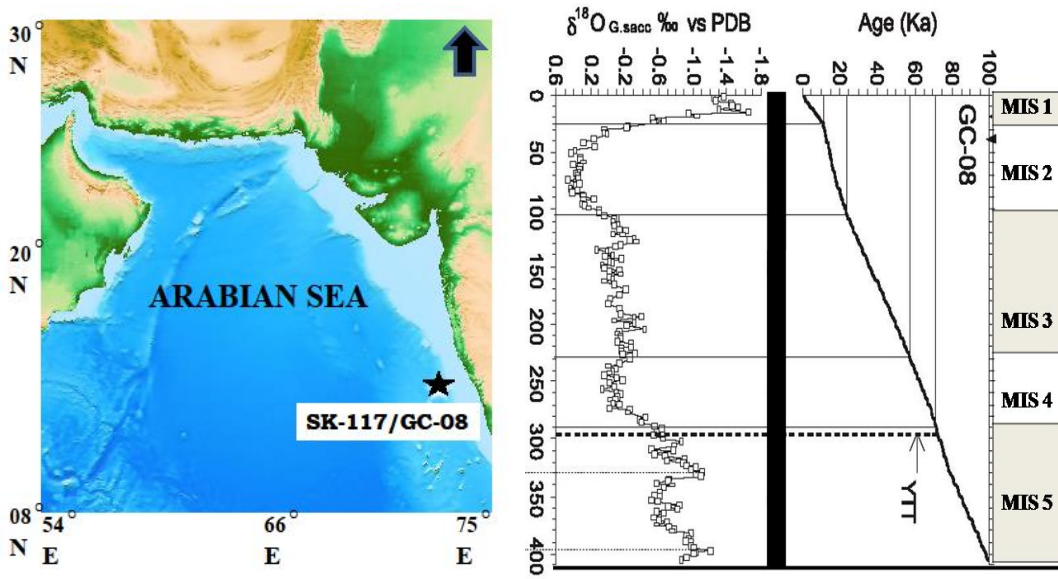 30°
N
20°
N
08°
N
54°
E
66°
E
75°
E
ARABIAN SEA
SK-117/GC-08
δ18O G.sacc ‰ vs PDB
0.6 0.2 -0.2 -0.6 -1.0 -1.4 -1.8
Age (Ka)
0 20 40 60 80 100
0
50
100
150
200
250
300
350
400
GC-08
YTT
MIS 1
MIS 2
MIS 3
MIS 4
MIS 5